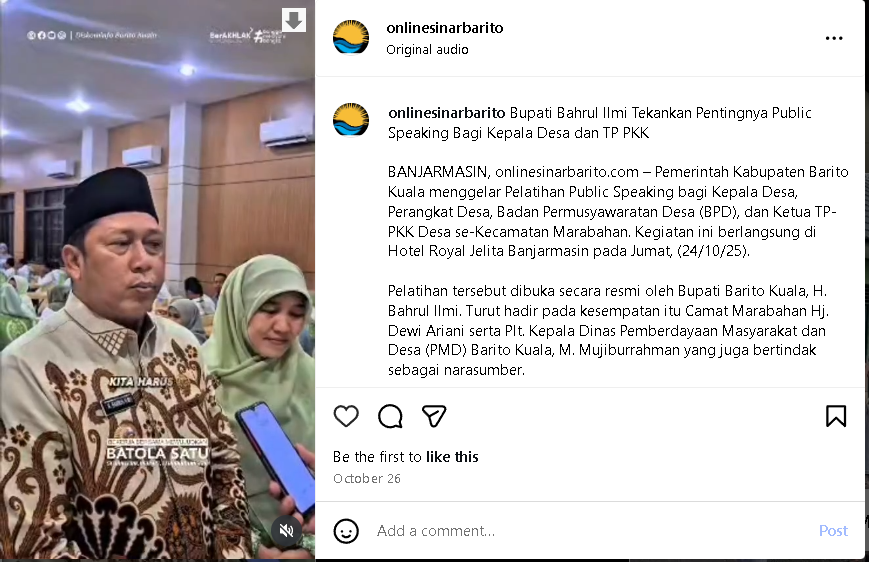 Diskominfo Barito Kuala
BerAKHLAK
KITA HARUS
BEKERJA BERSAMA MEWUJUDKAN
BATOLA SATU
onlinesinarbarito
Original audio
onlinesinarbarito Bupati Bahrul Ilmi Tekankan Pentingnya Public
Speaking Bagi Kepala Desa dan TP PKK
BANJARMASIN, onlinesinarbarito.com – Pemerintah Kabupaten Barito
Kuala menggelar Pelatihan Public Speaking bagi Kepala Desa,
Perangkat Desa, Badan Permusyawaratan Desa (BPD), dan Ketua TP-
PKK Desa se-Kecamatan Marabahan. Kegiatan ini berlangsung di
Hotel Royal Jelita Banjarmasin pada Jumat, (24/10/25).
Pelatihan tersebut dibuka secara resmi oleh Bupati Barito Kuala, H.
Bahrul Ilmi. Turut hadir pada kesempatan itu Camat Marabahan Hj.
Dewi Ariani serta Plt. Kepala Dinas Pemberdayaan Masyarakat dan
Desa (PMD) Barito Kuala, M. Mujiburrahman yang juga bertindak
sebagai narasumber.
Be the first to like this
October 26
Add a comment...
Post